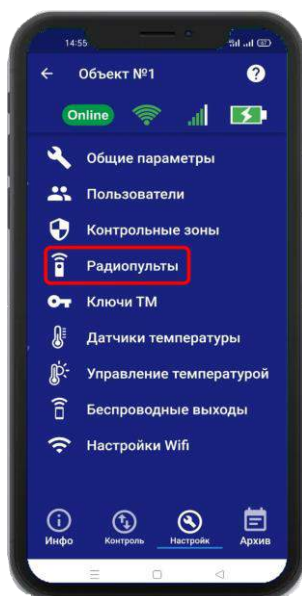 14:55
Объект №1
?
Online
Общие параметры
Пользователи
Контрольные зоны
Радиопульты
Ключи ТМ
Датчики температуры
Управление температурой
Беспроводные выходы
Настройки Wifi
Инфо Контроль Настройк Архив